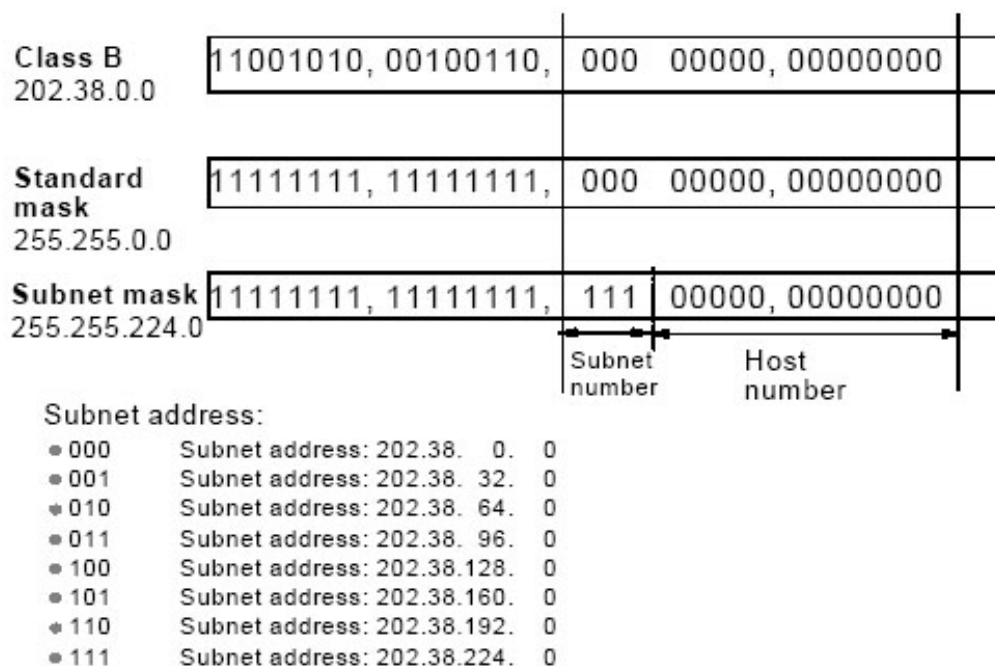 Class B
202.38.0.0
11001010, 00100110, 000 00000, 00000000
Standard
mask
255.255.0.0
11111111, 11111111, 000 00000, 00000000
Subnet mask
255.255.224.0
11111111, 11111111, 111 00000, 00000000
Subnet
number
Host
number
Subnet address:
000 Subnet address: 202.38. 0. 0
001 Subnet address: 202.38. 32. 0
010 Subnet address: 202.38. 64. 0
011 Subnet address: 202.38. 96. 0
100 Subnet address: 202.38.128. 0
101 Subnet address: 202.38.160. 0
110 Subnet address: 202.38.192. 0
111 Subnet address: 202.38.224. 0